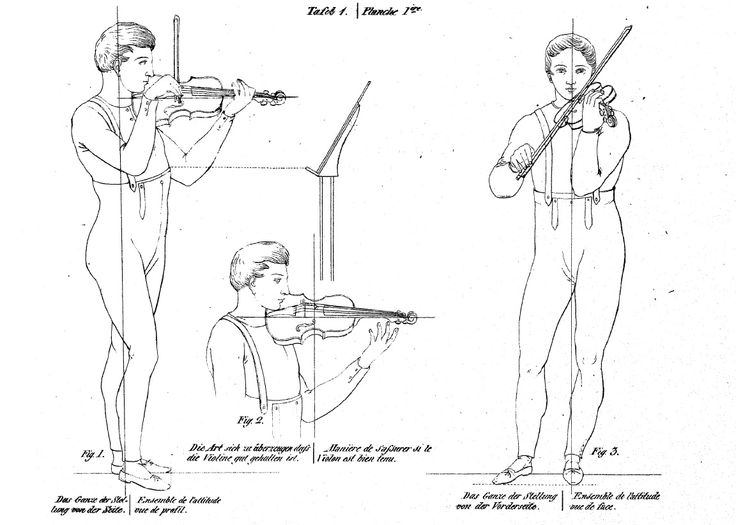 Tafel 1. | Planche 1ière.
Fig. 2.
Die Art sich zu überzeugen daß | Manière de s'assurer si le
die Violine gut gehalten ist. | Violon est bien tenu.
Fig. 1.
Fig. 3.
Das Ganze der Stel- | Ensemble de l'attitude
lung von der Seite. | vue de profil.
Das Ganze der Stellung | Ensemble de l'attitude
von der Vorderseite. | vue de face.